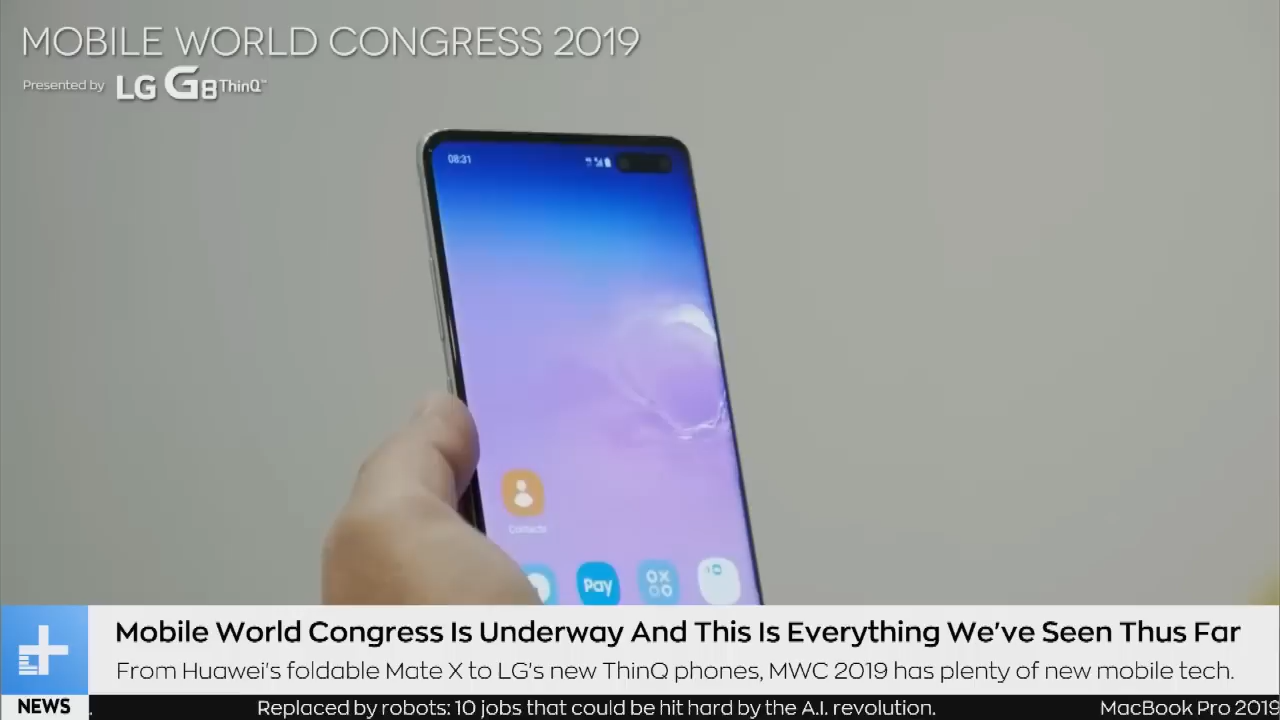 MOBILE WORLD CONGRESS 2019
Presented by LG G8 ThinQ™
08:31
Contacts
Pay
Mobile World Congress Is Underway And This Is Everything We've Seen Thus Far
From Huawei's foldable Mate X to LG's new ThinQ phones, MWC 2019 has plenty of new mobile tech.
NEWS . Replaced by robots: 10 jobs that could be hit hard by the A.I. revolution. MacBook Pro 2019